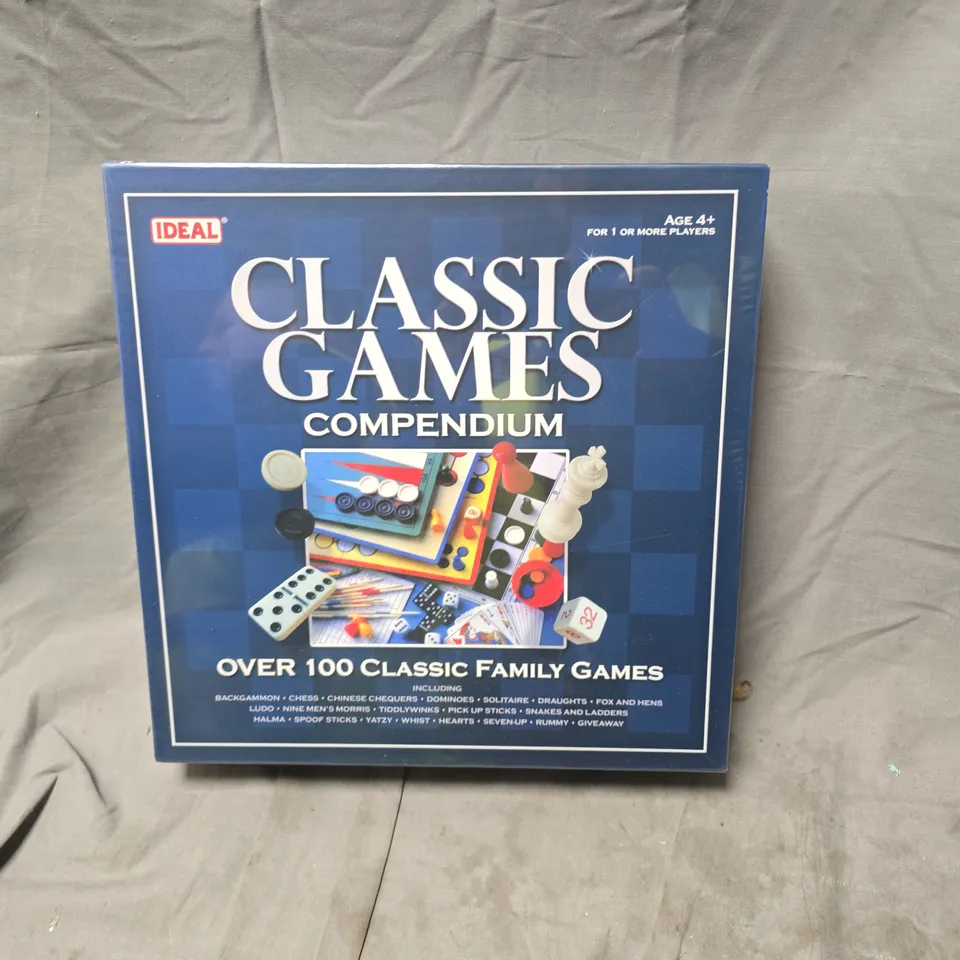 IDEAL®
AGE 4+
FOR 1 OR MORE PLAYERS
CLASSIC
GAMES
COMPENDIUM
32
OVER 100 CLASSIC FAMILY GAMES
INCLUDING
BACKGAMMON • CHESS • CHINESE CHEQUERS • DOMINOES • SOLITAIRE • DRAUGHTS • FOX AND HENS
LUDO • NINE MEN'S MORRIS • TIDDLYWINKS • PICK UP STICKS • SNAKES AND LADDERS
HALMA • SPOOF STICKS • YATZY • WHIST • HEARTS • SEVEN-UP • RUMMY • GIVEAWAY